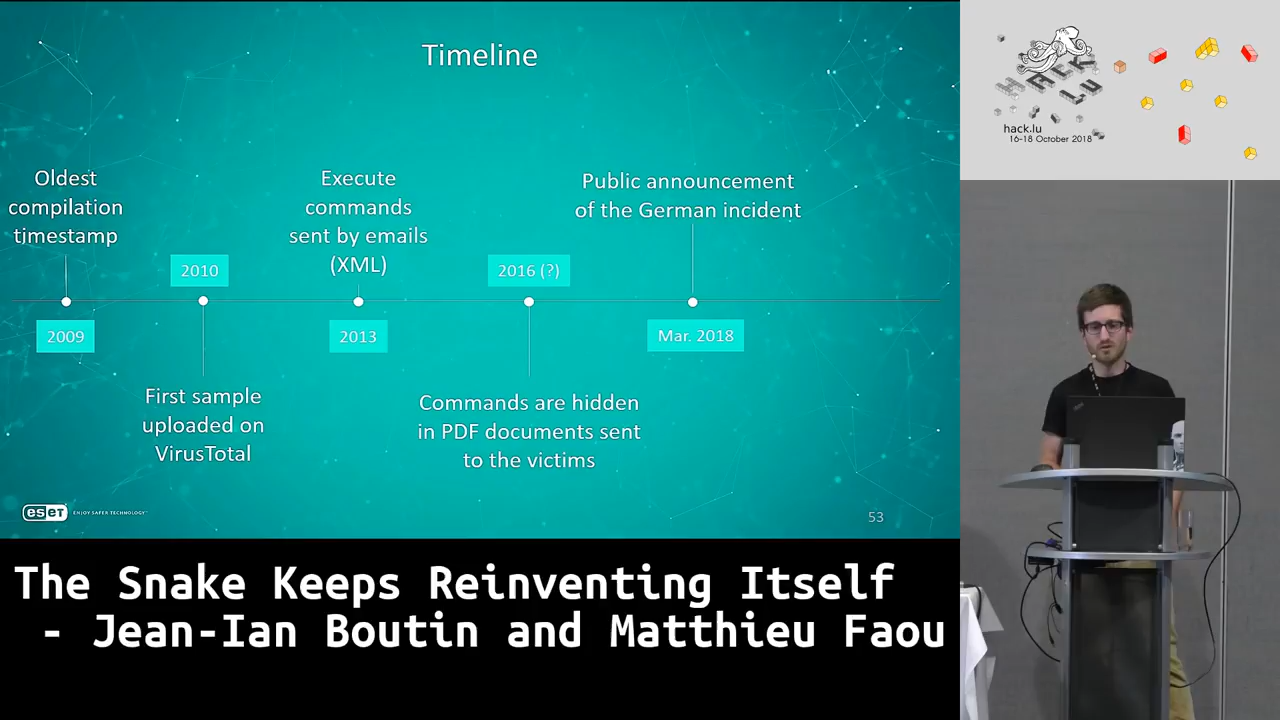 Timeline
Oldest
compilation
timestamp
2009
2010
First sample
uploaded on
VirusTotal
Execute
commands
sent by emails
(XML)
2013
2016 (?)
Commands are hidden
in PDF documents sent
to the victims
Public announcement
of the German incident
Mar. 2018
eset
ENJOY SAFER TECHNOLOGY™
53
HACK
LU
hack.lu
16-18 October 2018
The Snake Keeps Reinventing Itself
- Jean-Ian Boutin and Matthieu Faou